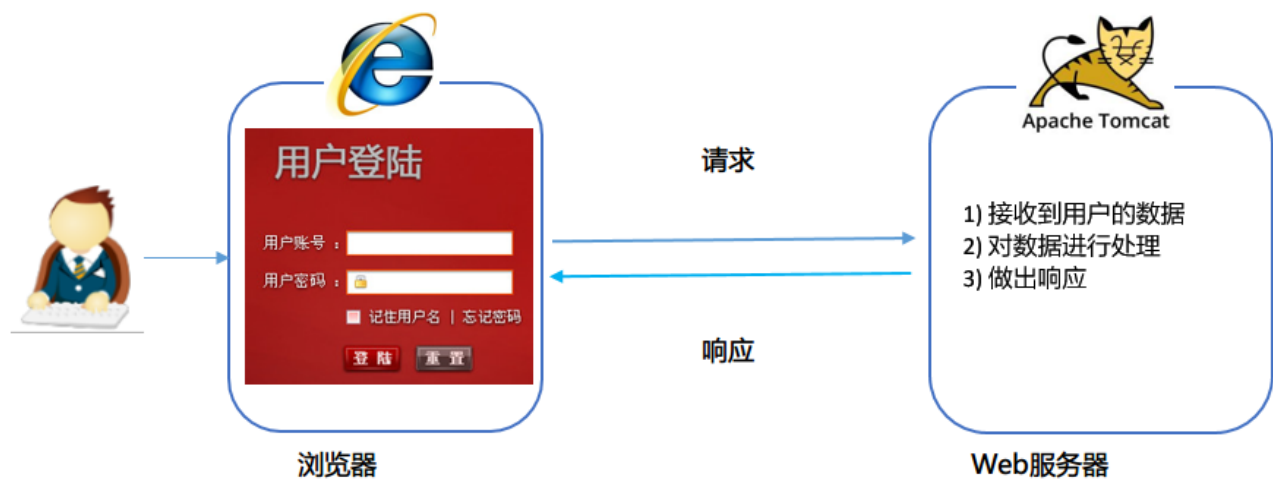 用户登陆
用户账号：
用户密码：
记住用户名 | 忘记密码
登 陆 重 置
浏览器
请求
响应
Apache Tomcat
1) 接收到用户的数据
2) 对数据进行处理
3) 做出响应
Web服务器